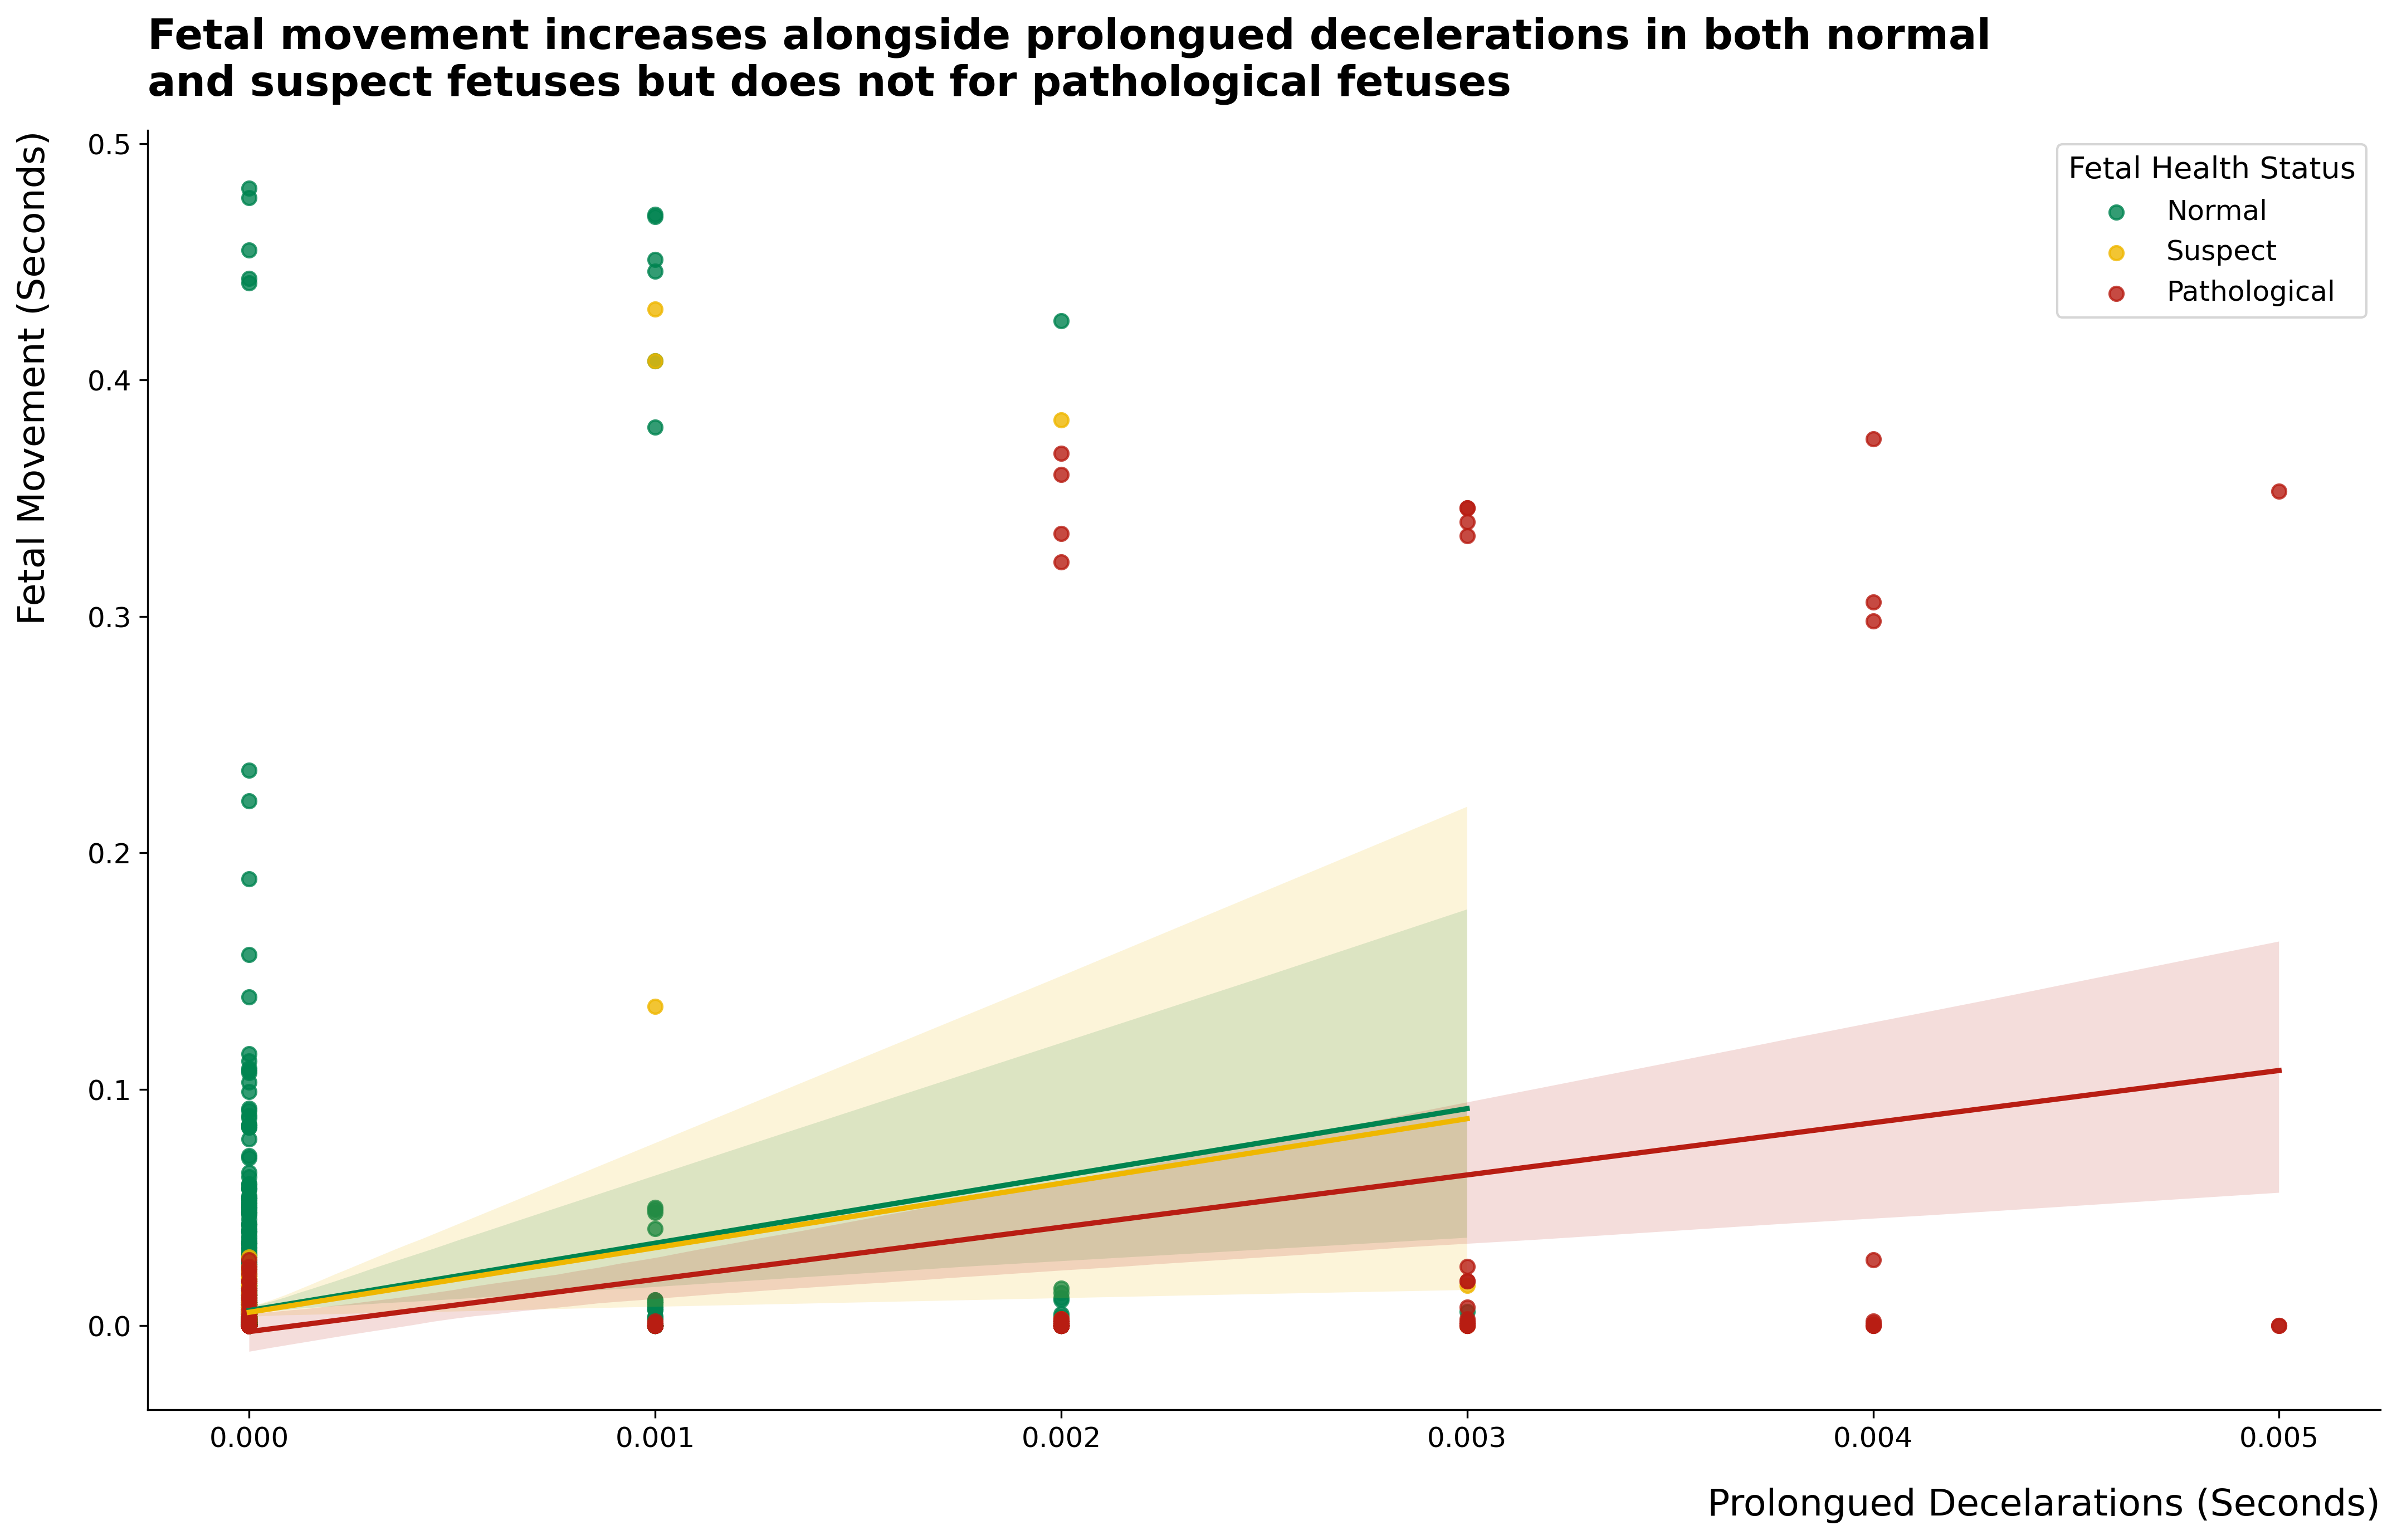 Fetal movement increases alongside prolongued decelerations in both normal
and suspect fetuses but does not for pathological fetuses
Fetal Movement (Seconds)
0.5
0.4
0.3
0.2
0.1
0.0
Fetal Health Status
Normal
Suspect
Pathological
0.000 0.001 0.002 0.003 0.004 0.005
Prolongued Decelarations (Seconds)